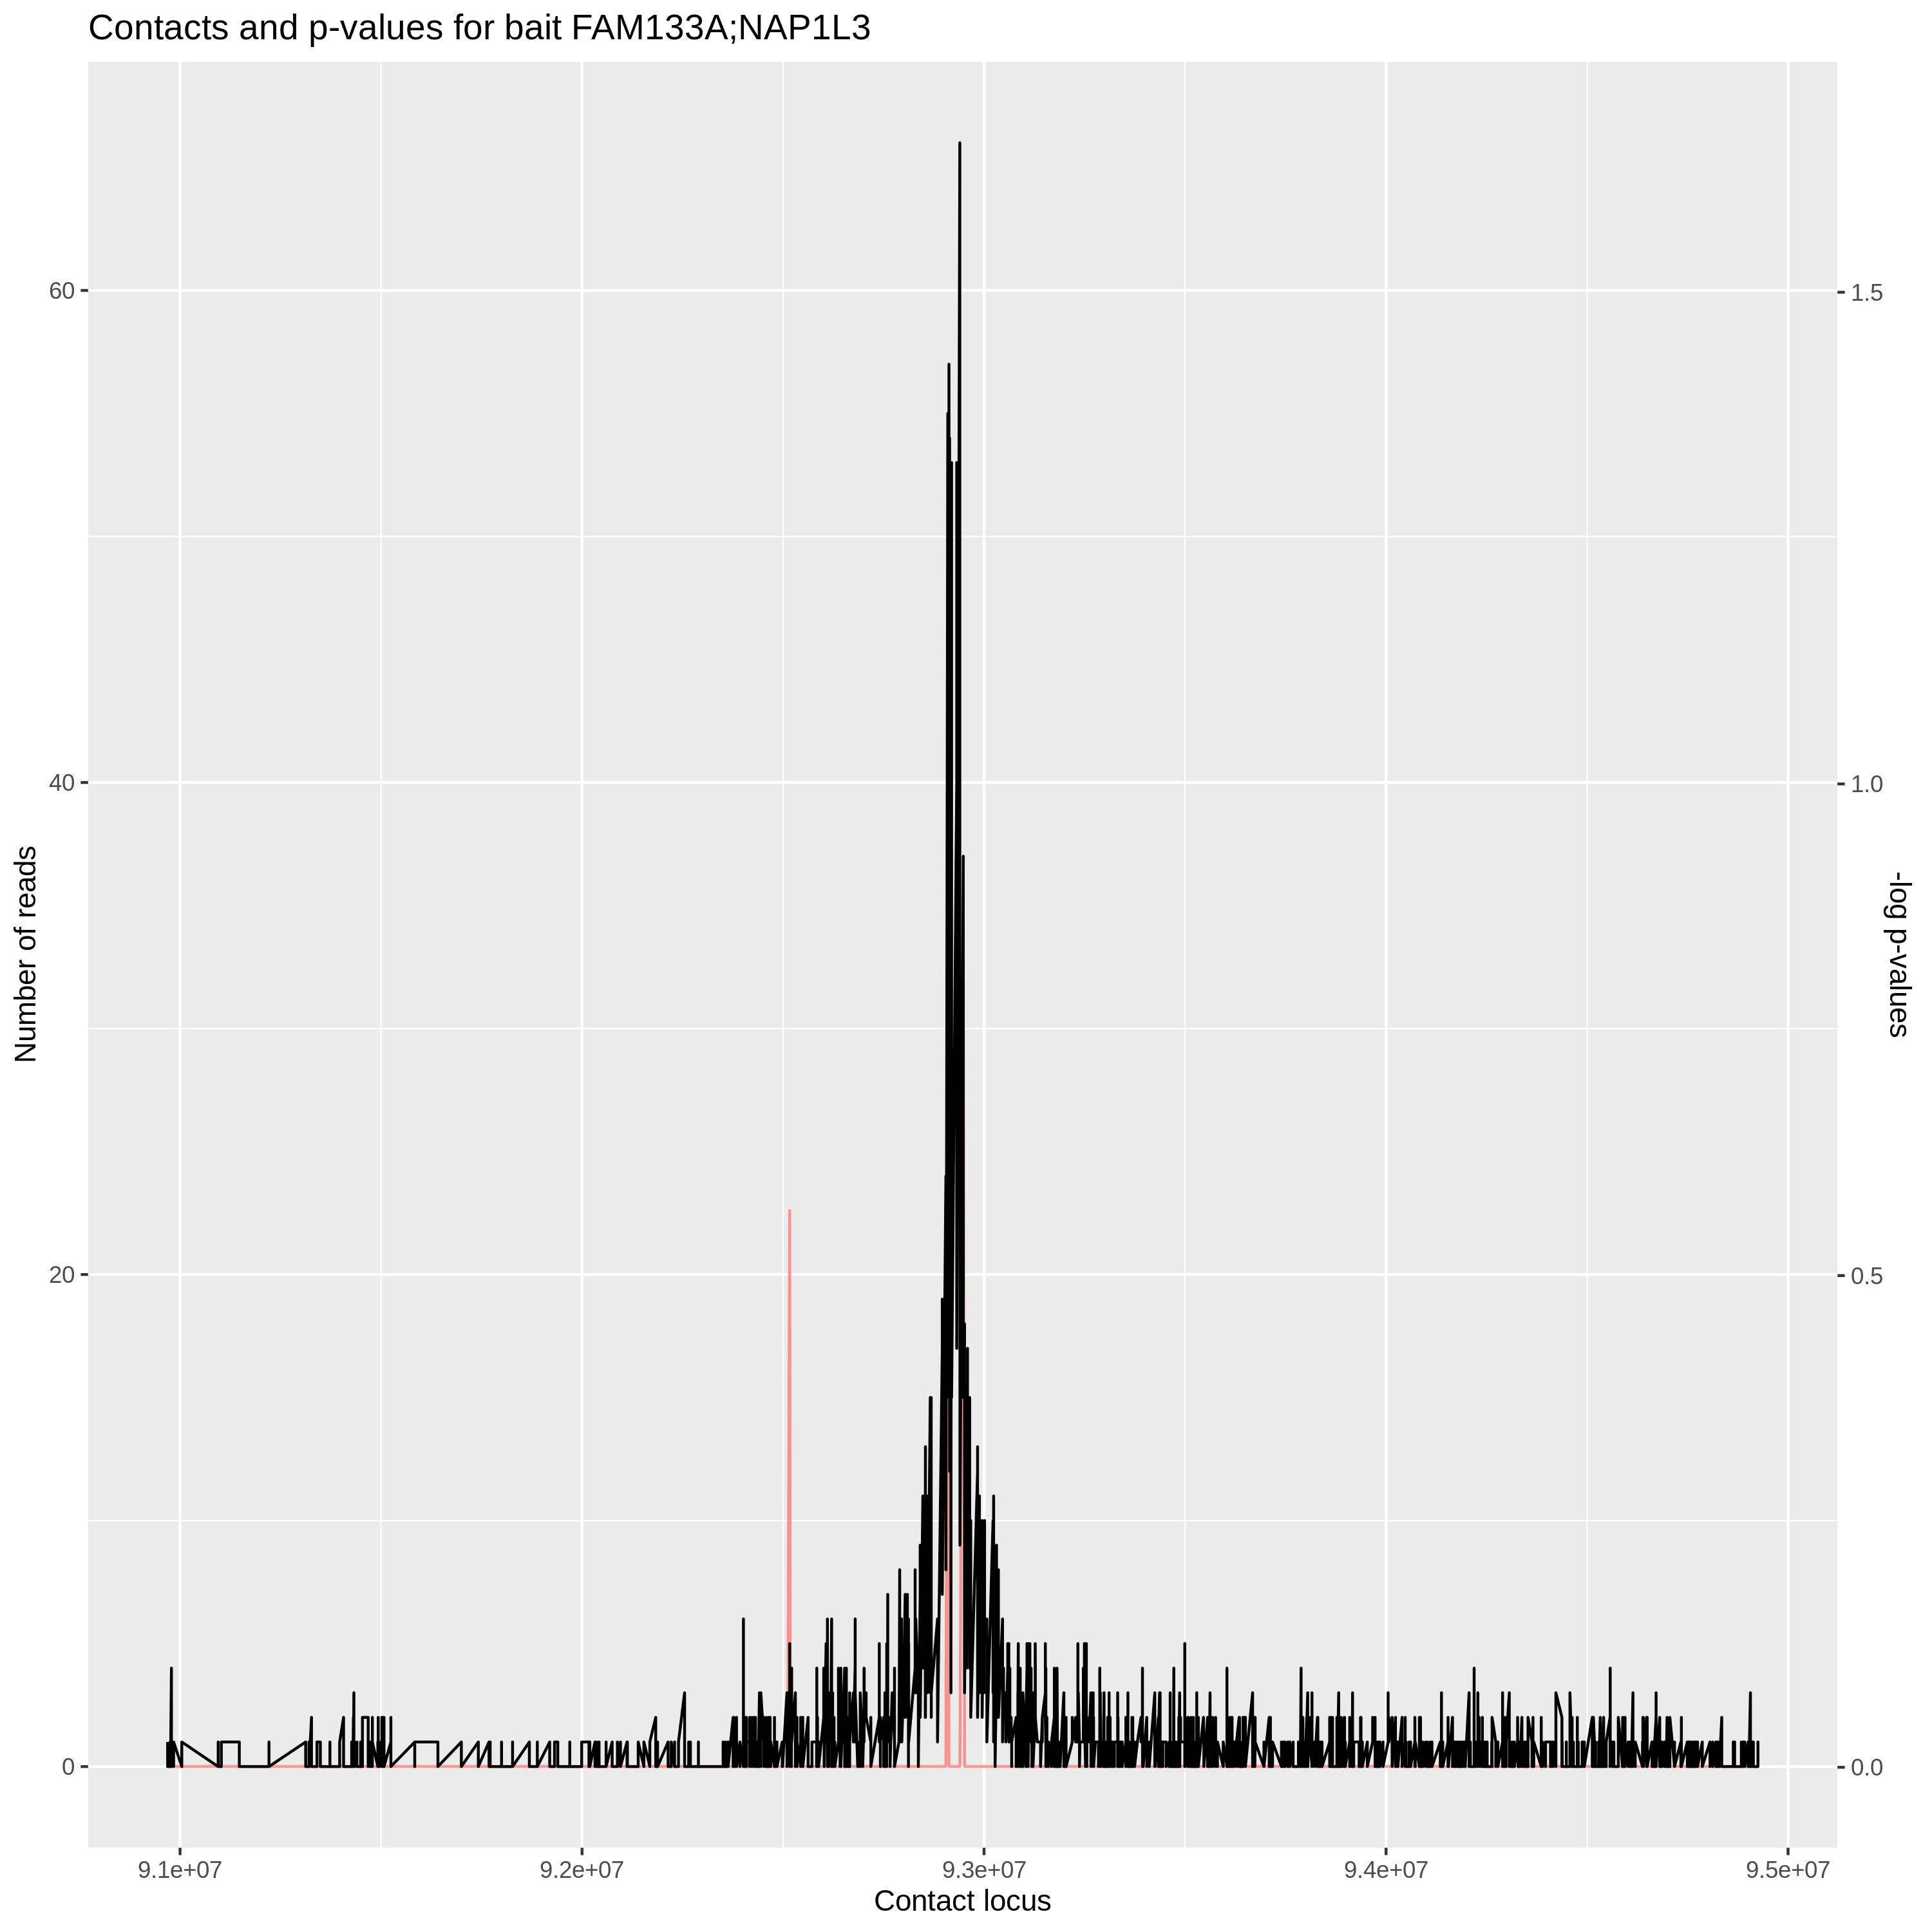 Contacts and p-values for bait FAM133A;NAP1L3
Number of reads
60
40
20
0
1.5
1.0
0.5
0.0
-log p-values
9.1e+07 9.2e+07 9.3e+07 9.4e+07 9.5e+07
Contact locus